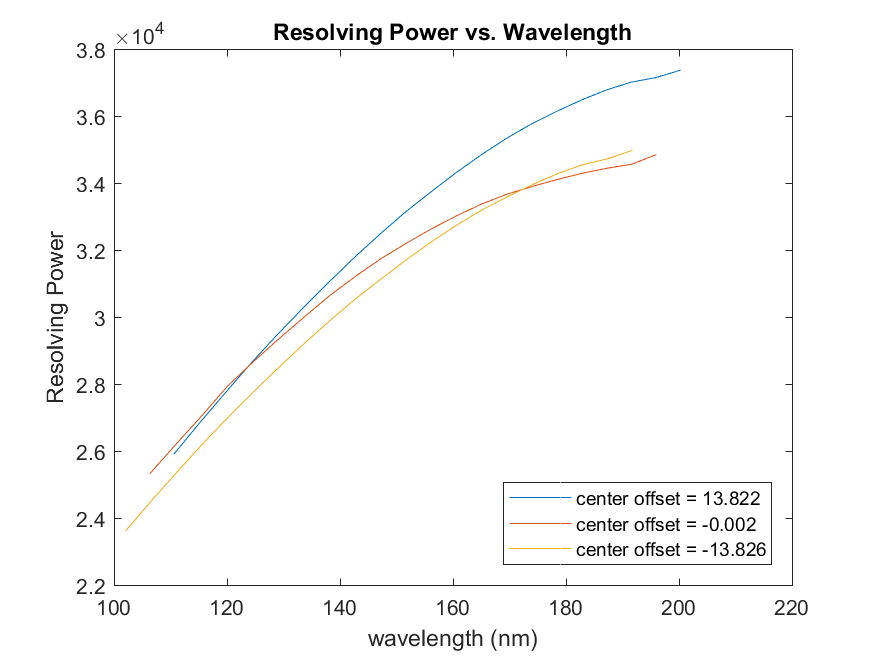 Resolving Power vs. Wavelength
×10^4
3.8
3.6
3.4
3.2
3
2.8
2.6
2.4
2.2
Resolving Power
center offset = 13.822
center offset = -0.002
center offset = -13.826
100 120 140 160 180 200 220
wavelength (nm)